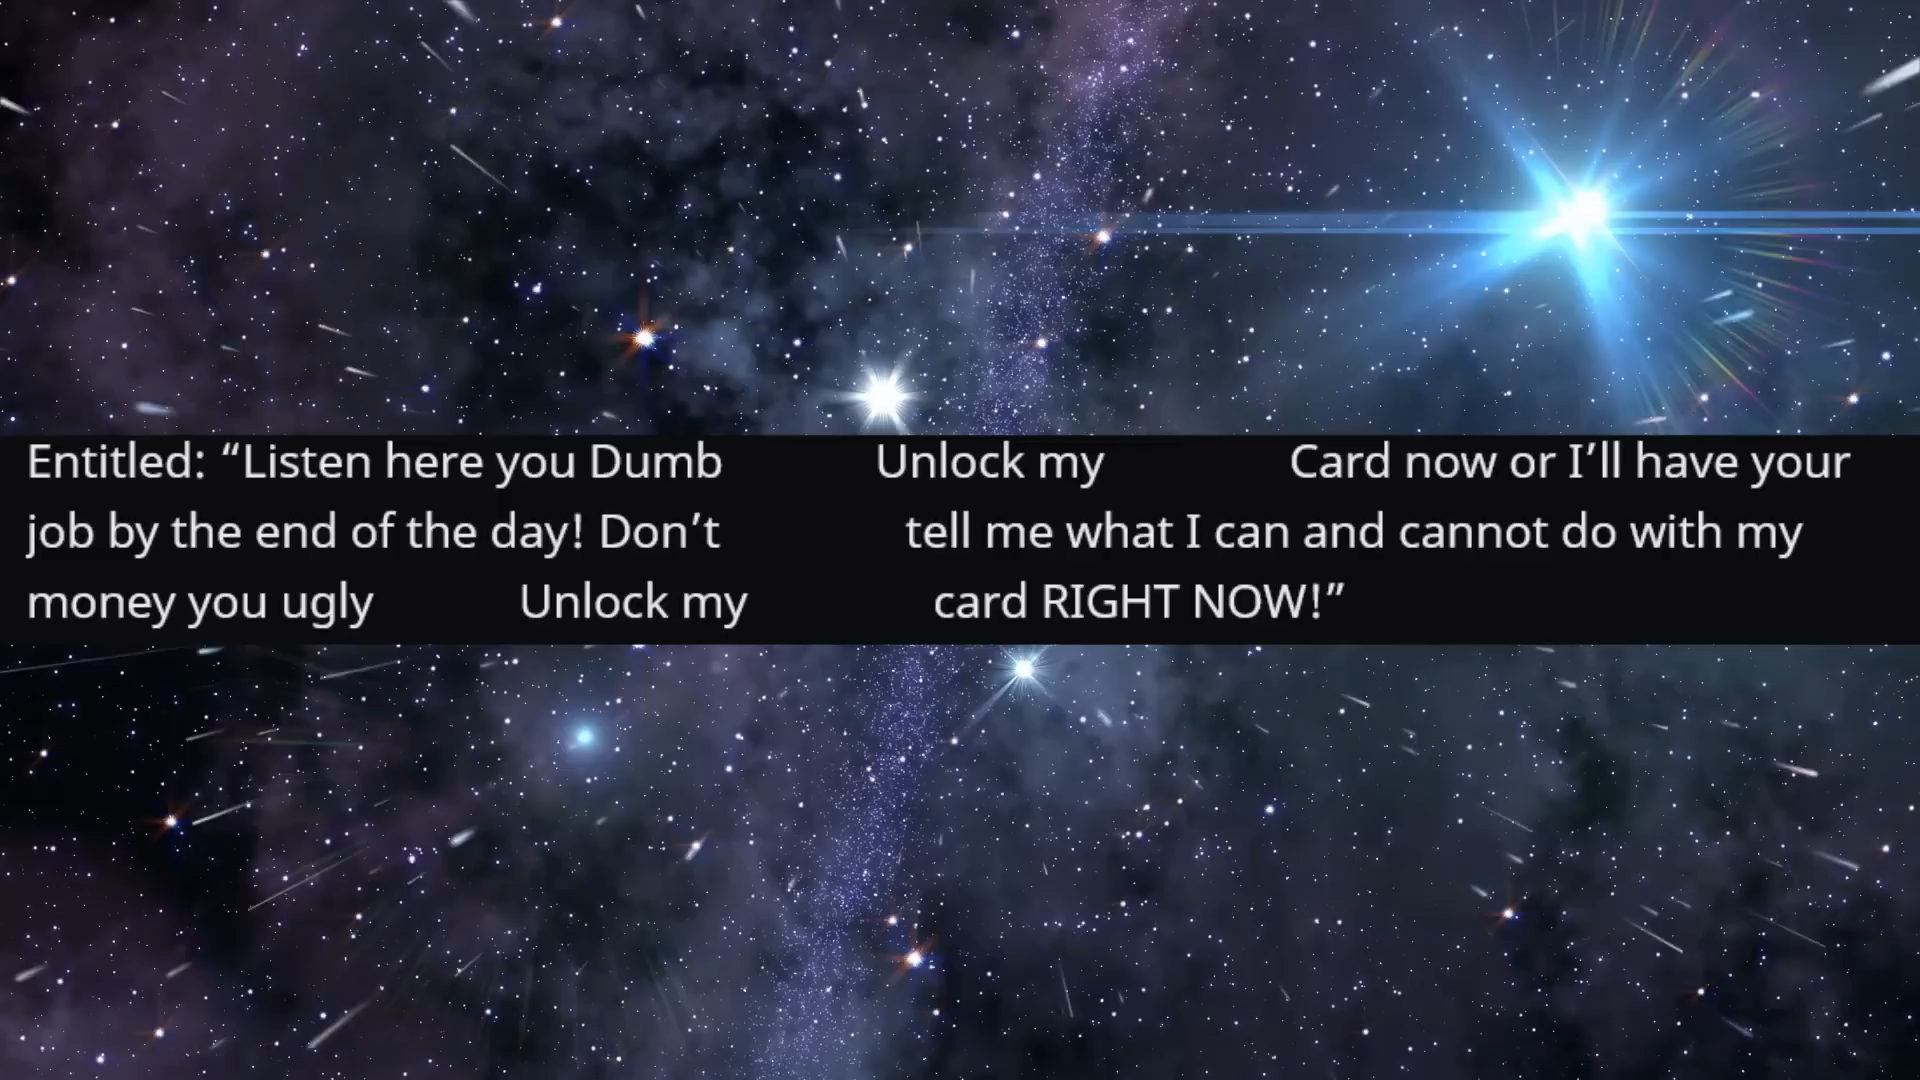 Entitled: “Listen here you Dumb Unlock my Card now or I’ll have your
job by the end of the day! Don’t tell me what I can and cannot do with my
money you ugly Unlock my card RIGHT NOW!”